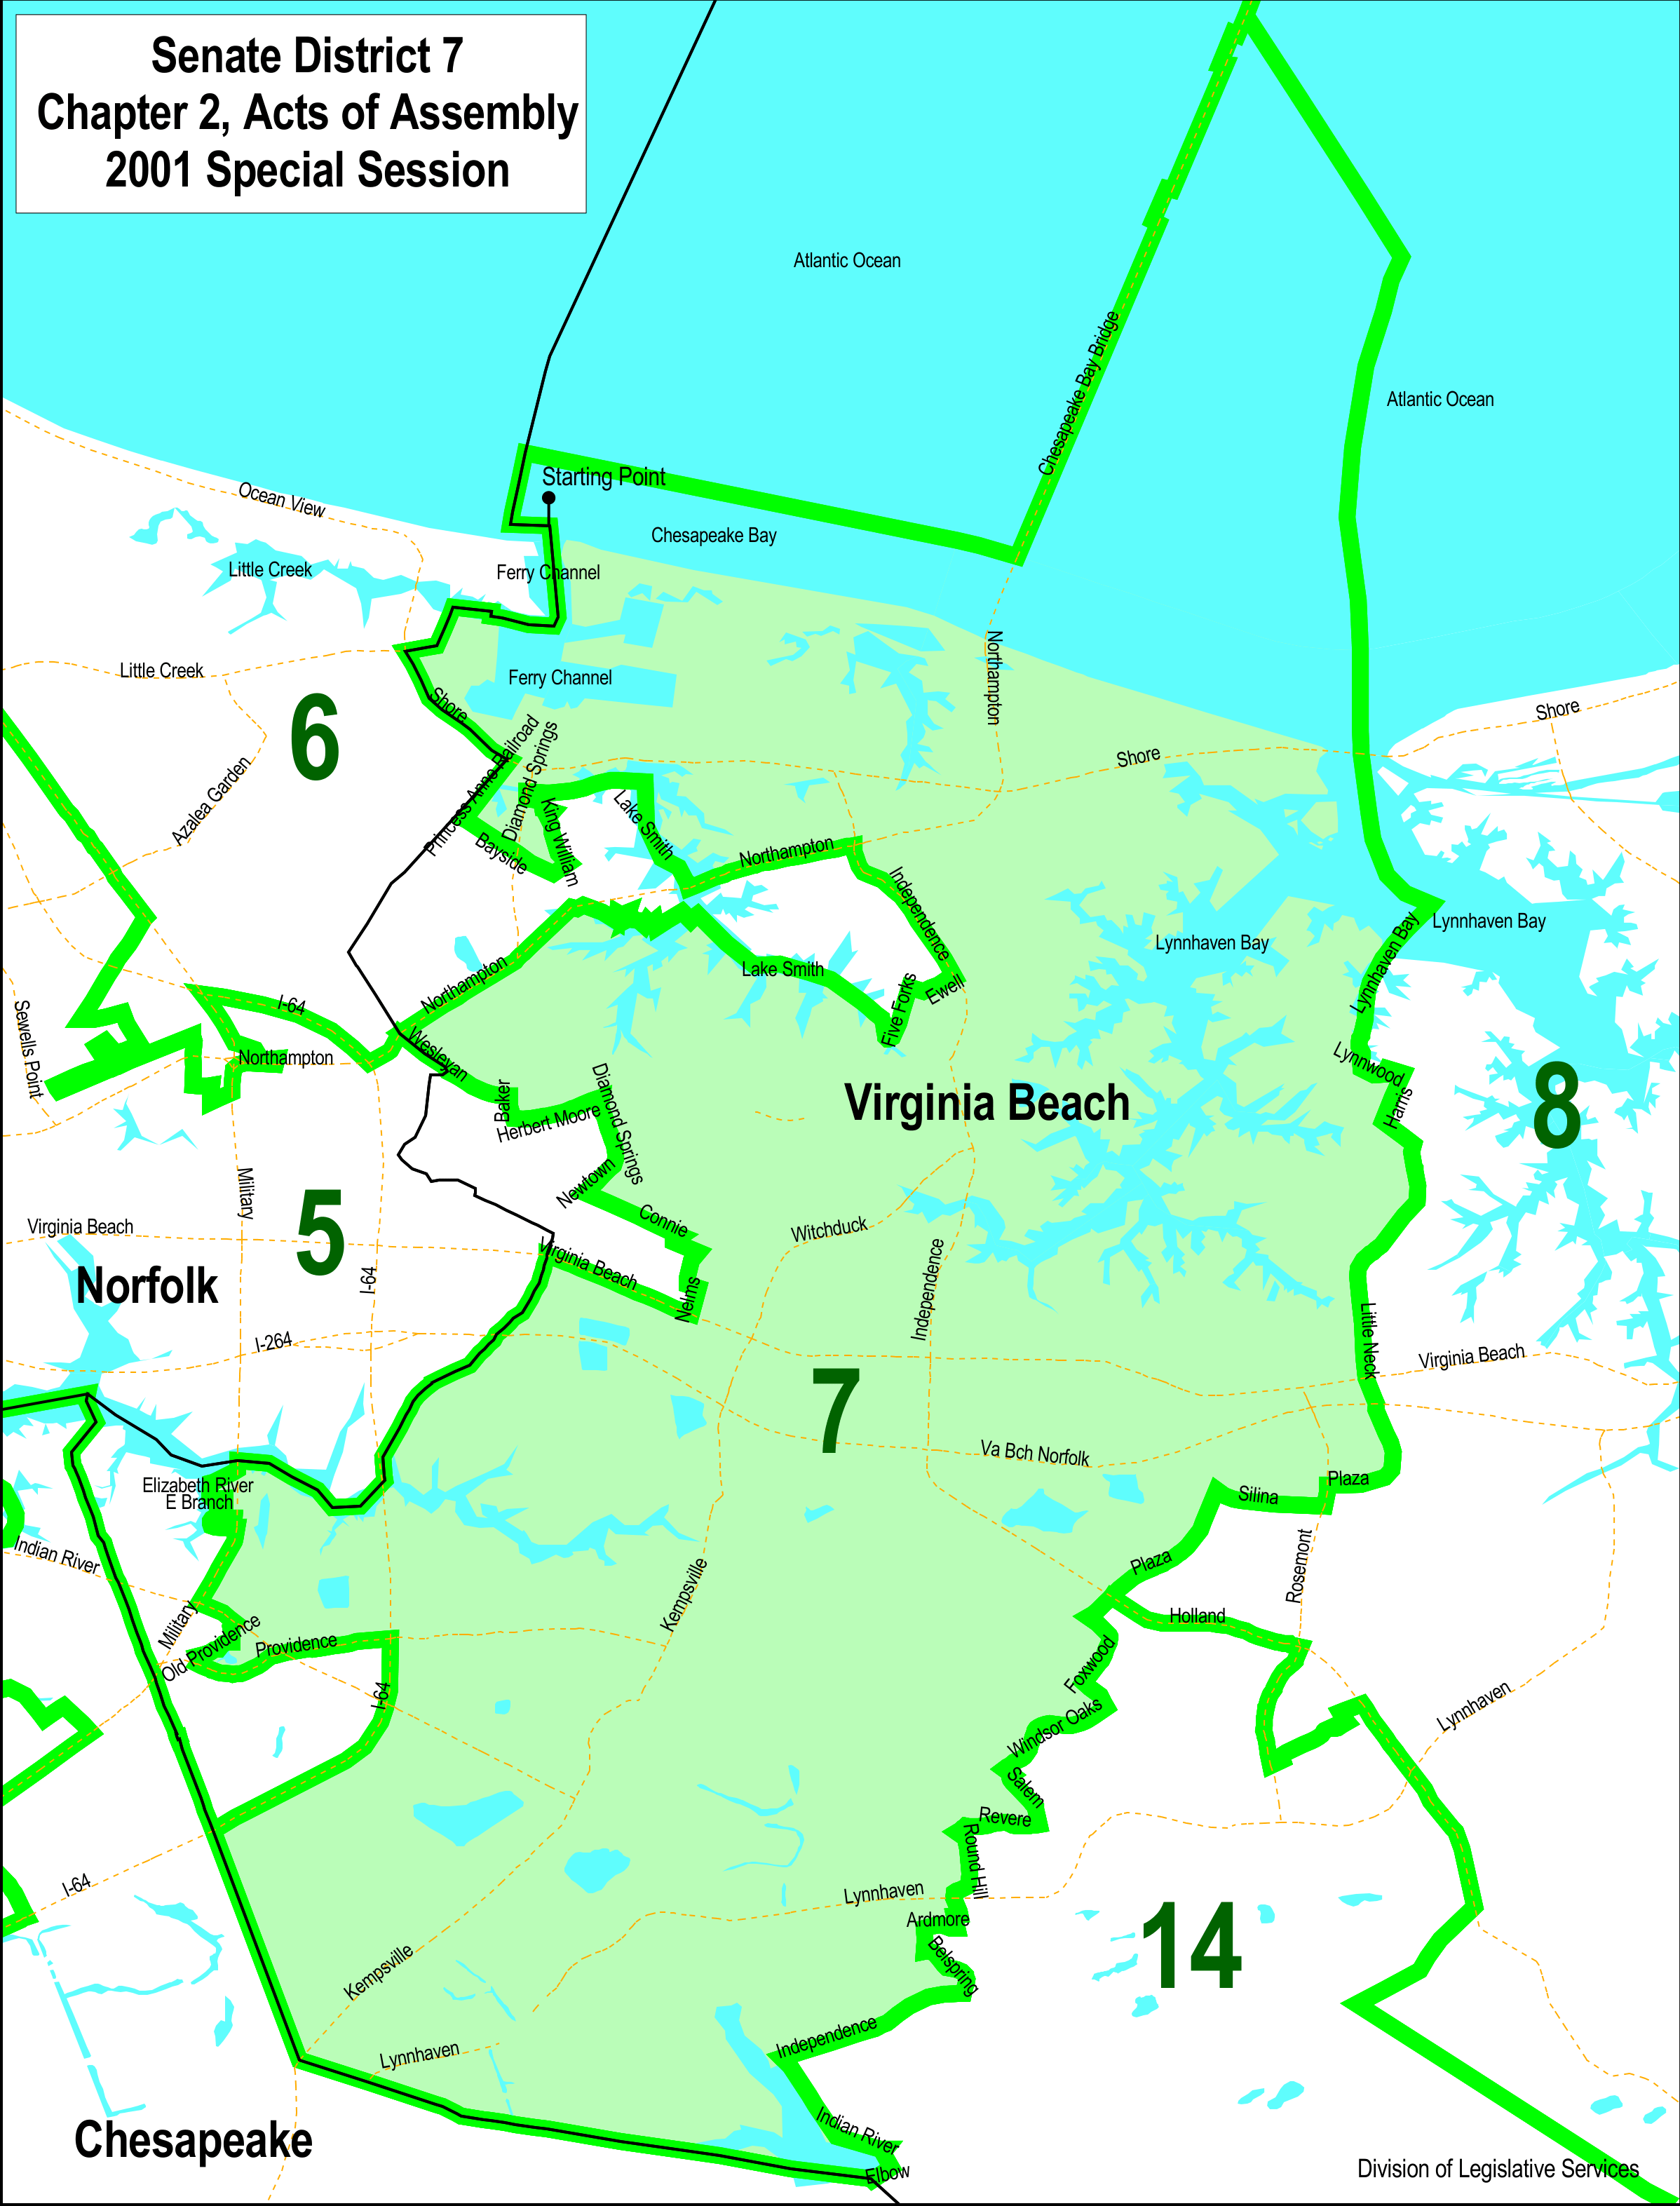 Senate District 7
Chapter 2, Acts of Assembly
2001 Special Session
Atlantic Ocean
Chesapeake Bay Bridge
Atlantic Ocean
Starting Point
Ocean View
Chesapeake Bay
Little Creek
Ferry Channel
Little Creek
Ferry Channel
Northampton
6
Shore
Shore
Shore
Princess Anne Railroad
Diamond Springs
Azalea Garden
King William
Lake Smith
Bayside
Northampton
Independence
Lynnhaven Bay
Lynnhaven Bay
Lynnhaven Bay
Northampton
Lake Smith
Five Forks
Ewell
I-64
Sewells Point
Northampton
Wesleyan
Baker
Herbert Moore
Diamond Springs
Virginia Beach
Lynnwood
Harris
8
Military
Newtown
Connie
Witchduck
Virginia Beach
5
Norfolk
I-64
Virginia Beach
Nelms
Independence
Little Neck
I-264
Virginia Beach
7
Va Bch Norfolk
Elizabeth River
E Branch
Plaza
Silina
Indian River
Plaza
Rosemont
Kempsville
Military
Old Providence
Providence
Holland
Foxwood
I-64
Windsor Oaks
Lynnhaven
Salem
Revere
Round Hill
I-64
Lynnhaven
Ardmore
14
Belspring
Kempsville
Independence
Lynnhaven
Indian River
Chesapeake
Elbow
Division of Legislative Services